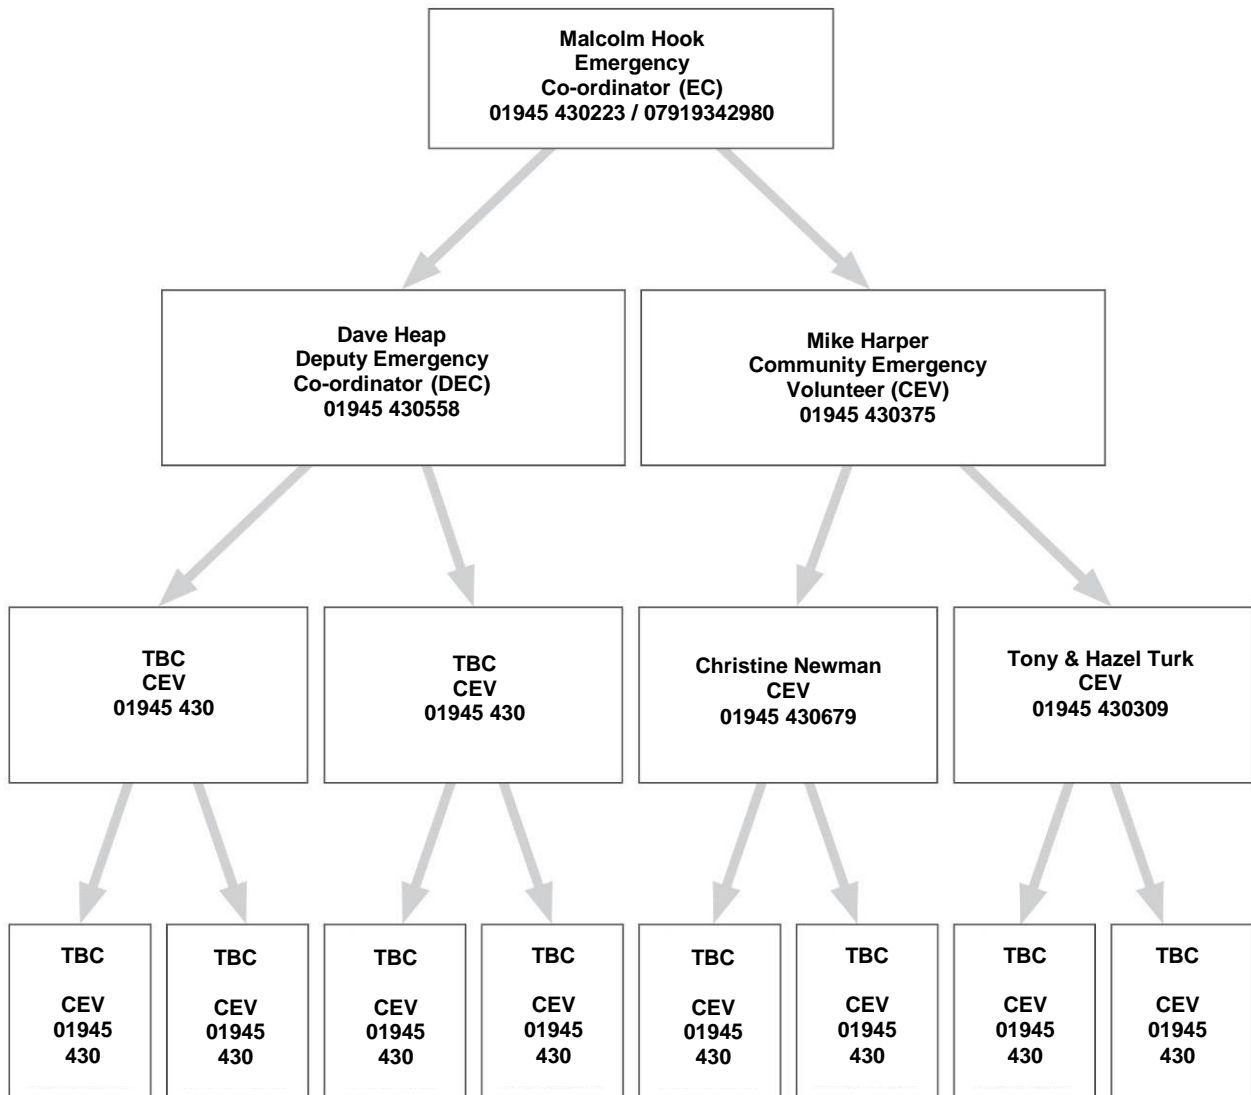 Malcolm Hook
Emergency
Co-ordinator (EC)
01945 430223 / 07919342980
Dave Heap
Deputy Emergency
Co-ordinator (DEC)
01945 430558
Mike Harper
Community Emergency
Volunteer (CEV)
01945 430375
TBC
CEV
01945 430
TBC
CEV
01945 430
Christine Newman
CEV
01945 430679
Tony & Hazel Turk
CEV
01945 430309
TBC
CEV
01945
430
TBC
CEV
01945
430
TBC
CEV
01945
430
TBC
CEV
01945
430
TBC
CEV
01945
430
TBC
CEV
01945
430
TBC
CEV
01945
430
TBC
CEV
01945
430